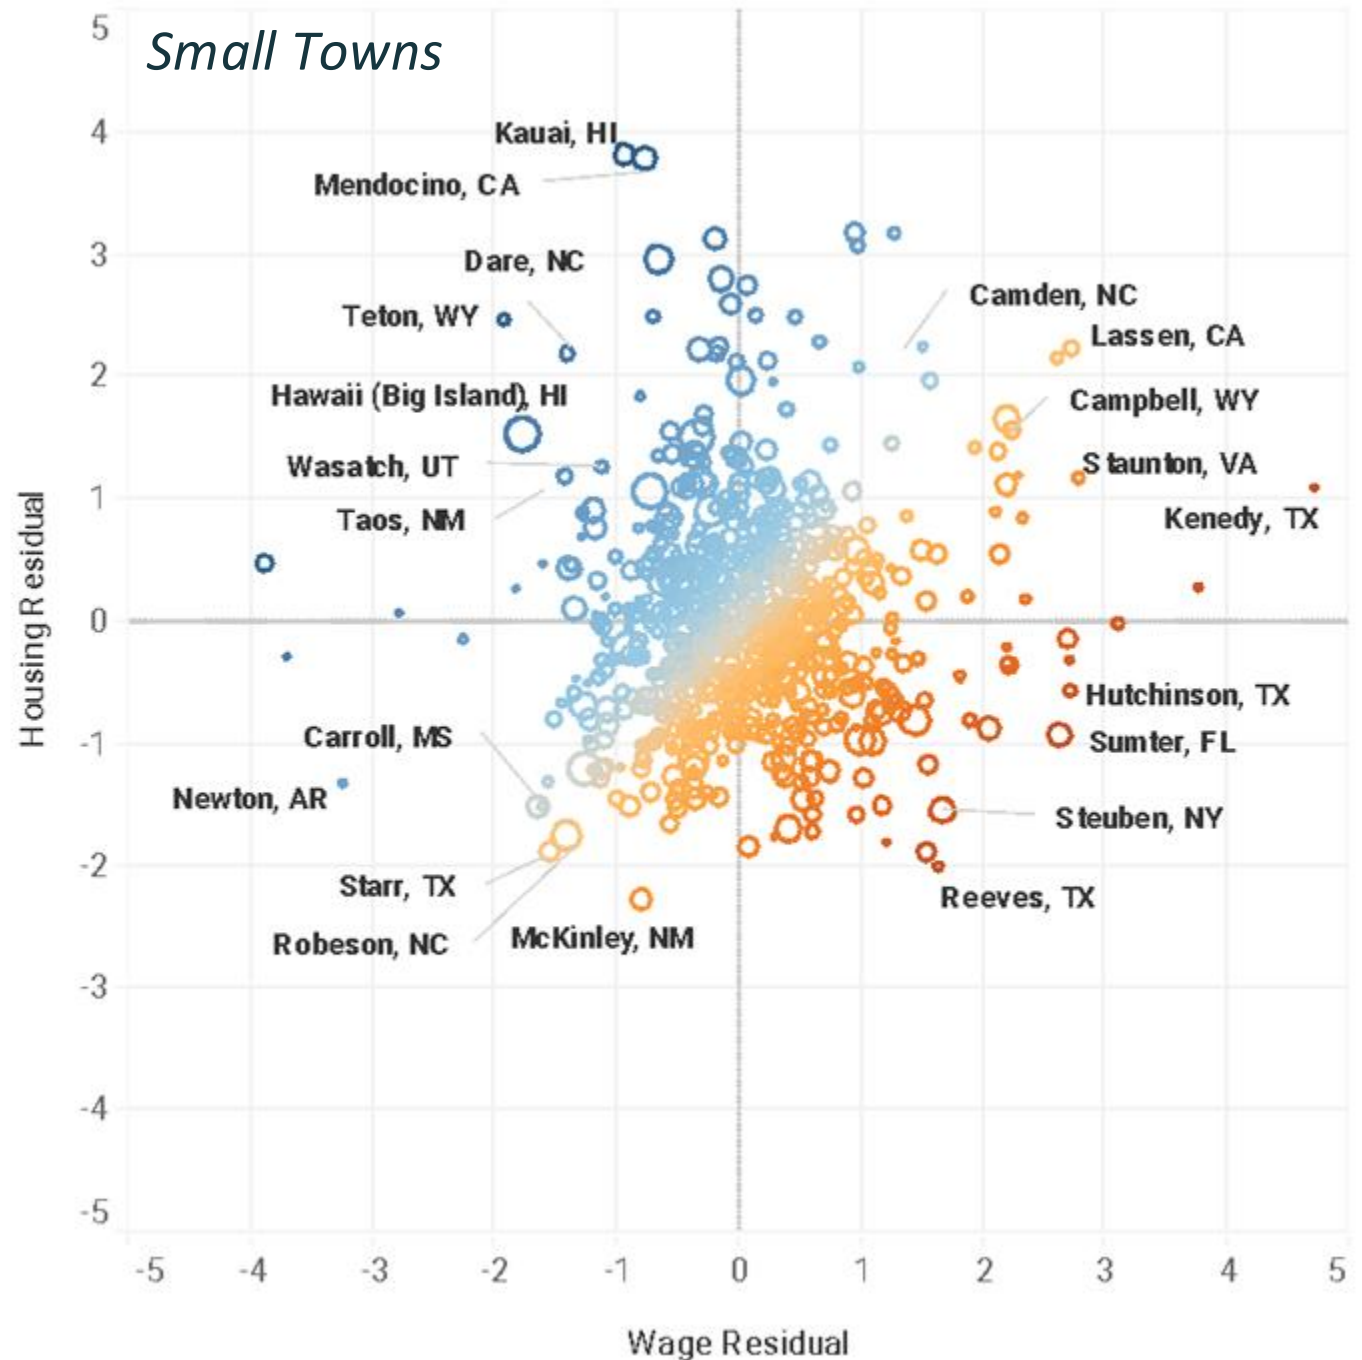 Small Towns
5
4
3
2
1
0
-1
-2
-3
-4
-5
Housing Residual
Kauai, HI
Mendocino, CA
Dare, NC
Teton, WY
Hawaii (Big Island), HI
Wasatch, UT
Taos, NM
Camden, NC
Lassen, CA
Campbell, WY
Staunton, VA
Kenedy, TX
Carroll, MS
Newton, AR
Starr, TX
Robeson, NC
McKinley, NM
Hutchinson, TX
Sumter, FL
Steuben, NY
Reeves, TX
-5 -4 -3 -2 -1 0 1 2 3 4 5
Wage Residual